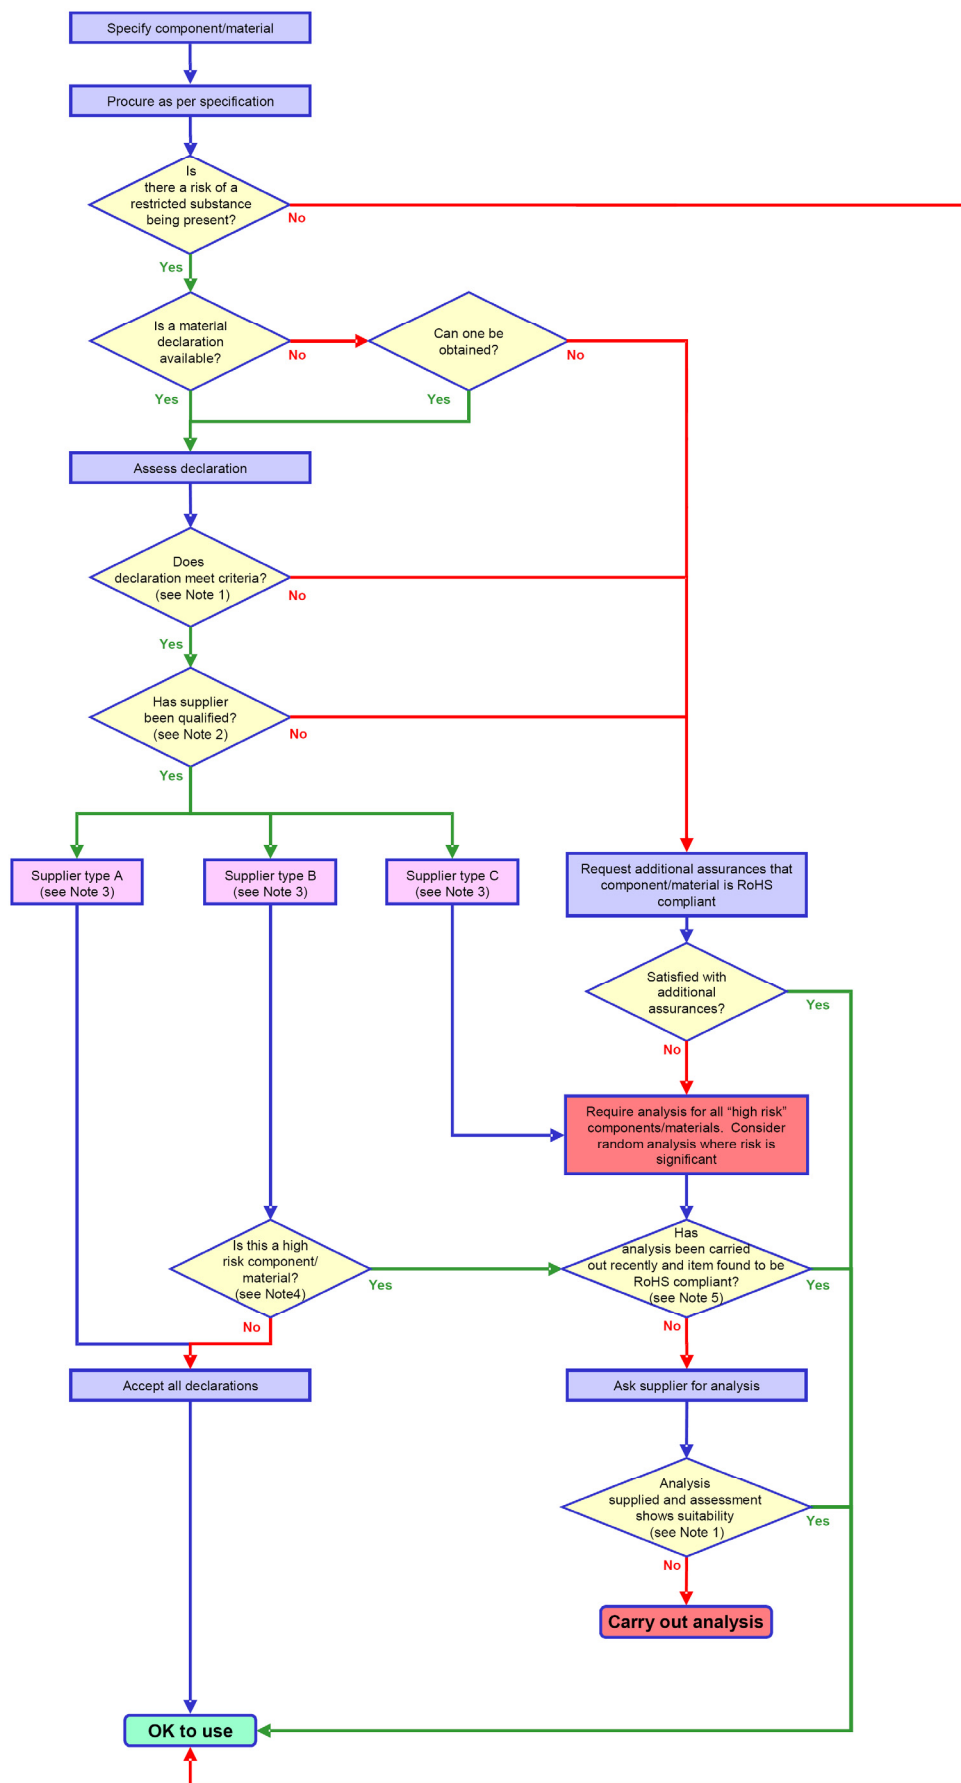 Specify component/material
Procure as per specification
Is
there a risk of a
restricted substance
being present?
No
Yes
Is a material
declaration
available?
No
Can one be
obtained?
No
Yes
Yes
Assess declaration
Does
declaration meet criteria?
(see Note 1)
No
Yes
Has supplier
been qualified?
(see Note 2)
No
Yes
Supplier type A
(see Note 3)
Supplier type B
(see Note 3)
Supplier type C
(see Note 3)
Request additional assurances that
component/material is RoHS
compliant
Satisfied with
additional
assurances?
Yes
No
Require analysis for all “high risk”
components/materials. Consider
random analysis where risk is
significant
Is this a high
risk component/
material?
(see Note4)
Yes
No
Has
analysis been carried
out recently and item found to be
RoHS compliant?
(see Note 5)
Yes
No
Accept all declarations
Ask supplier for analysis
Analysis
supplied and assessment
shows suitability
(see Note 1)
Yes
No
Carry out analysis
OK to use